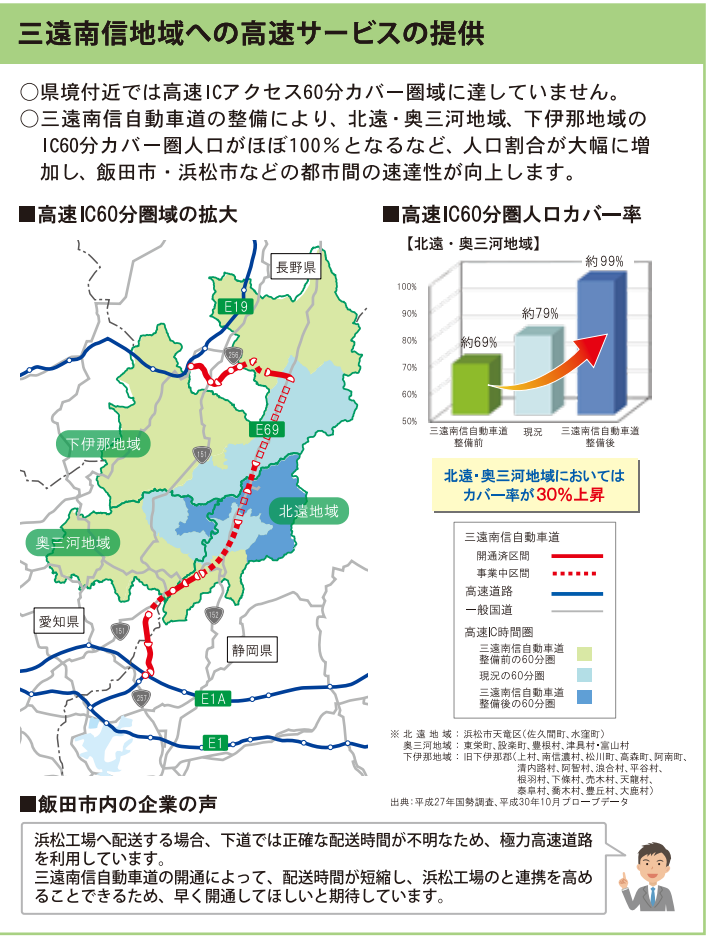 三遠南信地域への高速サービスの提供
○県境付近では高速ICアクセス60分カバー圏域に達していません。
○三遠南信自動車道の整備により、北遠・奥三河地域、下伊那地域の
IC60分カバー圏人口がほぼ100％となるなど、人口割合が大幅に増
加し、飯田市・浜松市などの都市間の速達性が向上します。
■高速IC60分圏域の拡大
長野県
E19
256
E69
下伊那地域
151
北遠地域
奥三河地域
愛知県
151
152
静岡県
257
E1A
E1
■高速IC60分圏人口カバー率
【北遠・奥三河地域】
約99%
100%
90%
約79%
80%
約69%
70%
60%
50%
三遠南信自動車道
整備前
現況
三遠南信自動車道
整備後
北遠・奥三河地域においては
カバー率が30%上昇
三遠南信自動車道
開通済区間
事業中区間
高速道路
一般国道
高速IC時間圏
三遠南信自動車道
整備前の60分圏
現況の60分圏
三遠南信自動車道
整備後の60分圏
※北遠地域：浜松市天竜区(佐久間町、水窪町)
奥三河地域：東栄町、設楽町、豊根村、津具村・富山村
下伊那地域：旧下伊那郡(上村、南信濃村、松川町、高森町、阿南町、
清内路村、阿智村、浪合村、平谷村、
根羽村、下條村、売木村、天龍村、
泰阜村、喬木村、豊丘村、大鹿村)
出典：平成27年国勢調査、平成30年10月プローブデータ
■飯田市内の企業の声
浜松工場へ配送する場合、下道では正確な配送時間が不明なため、極力高速道路
を利用しています。
三遠南信自動車道の開通によって、配送時間が短縮し、浜松工場のと連携を高め
ることできるため、早く開通してほしいと期待しています。